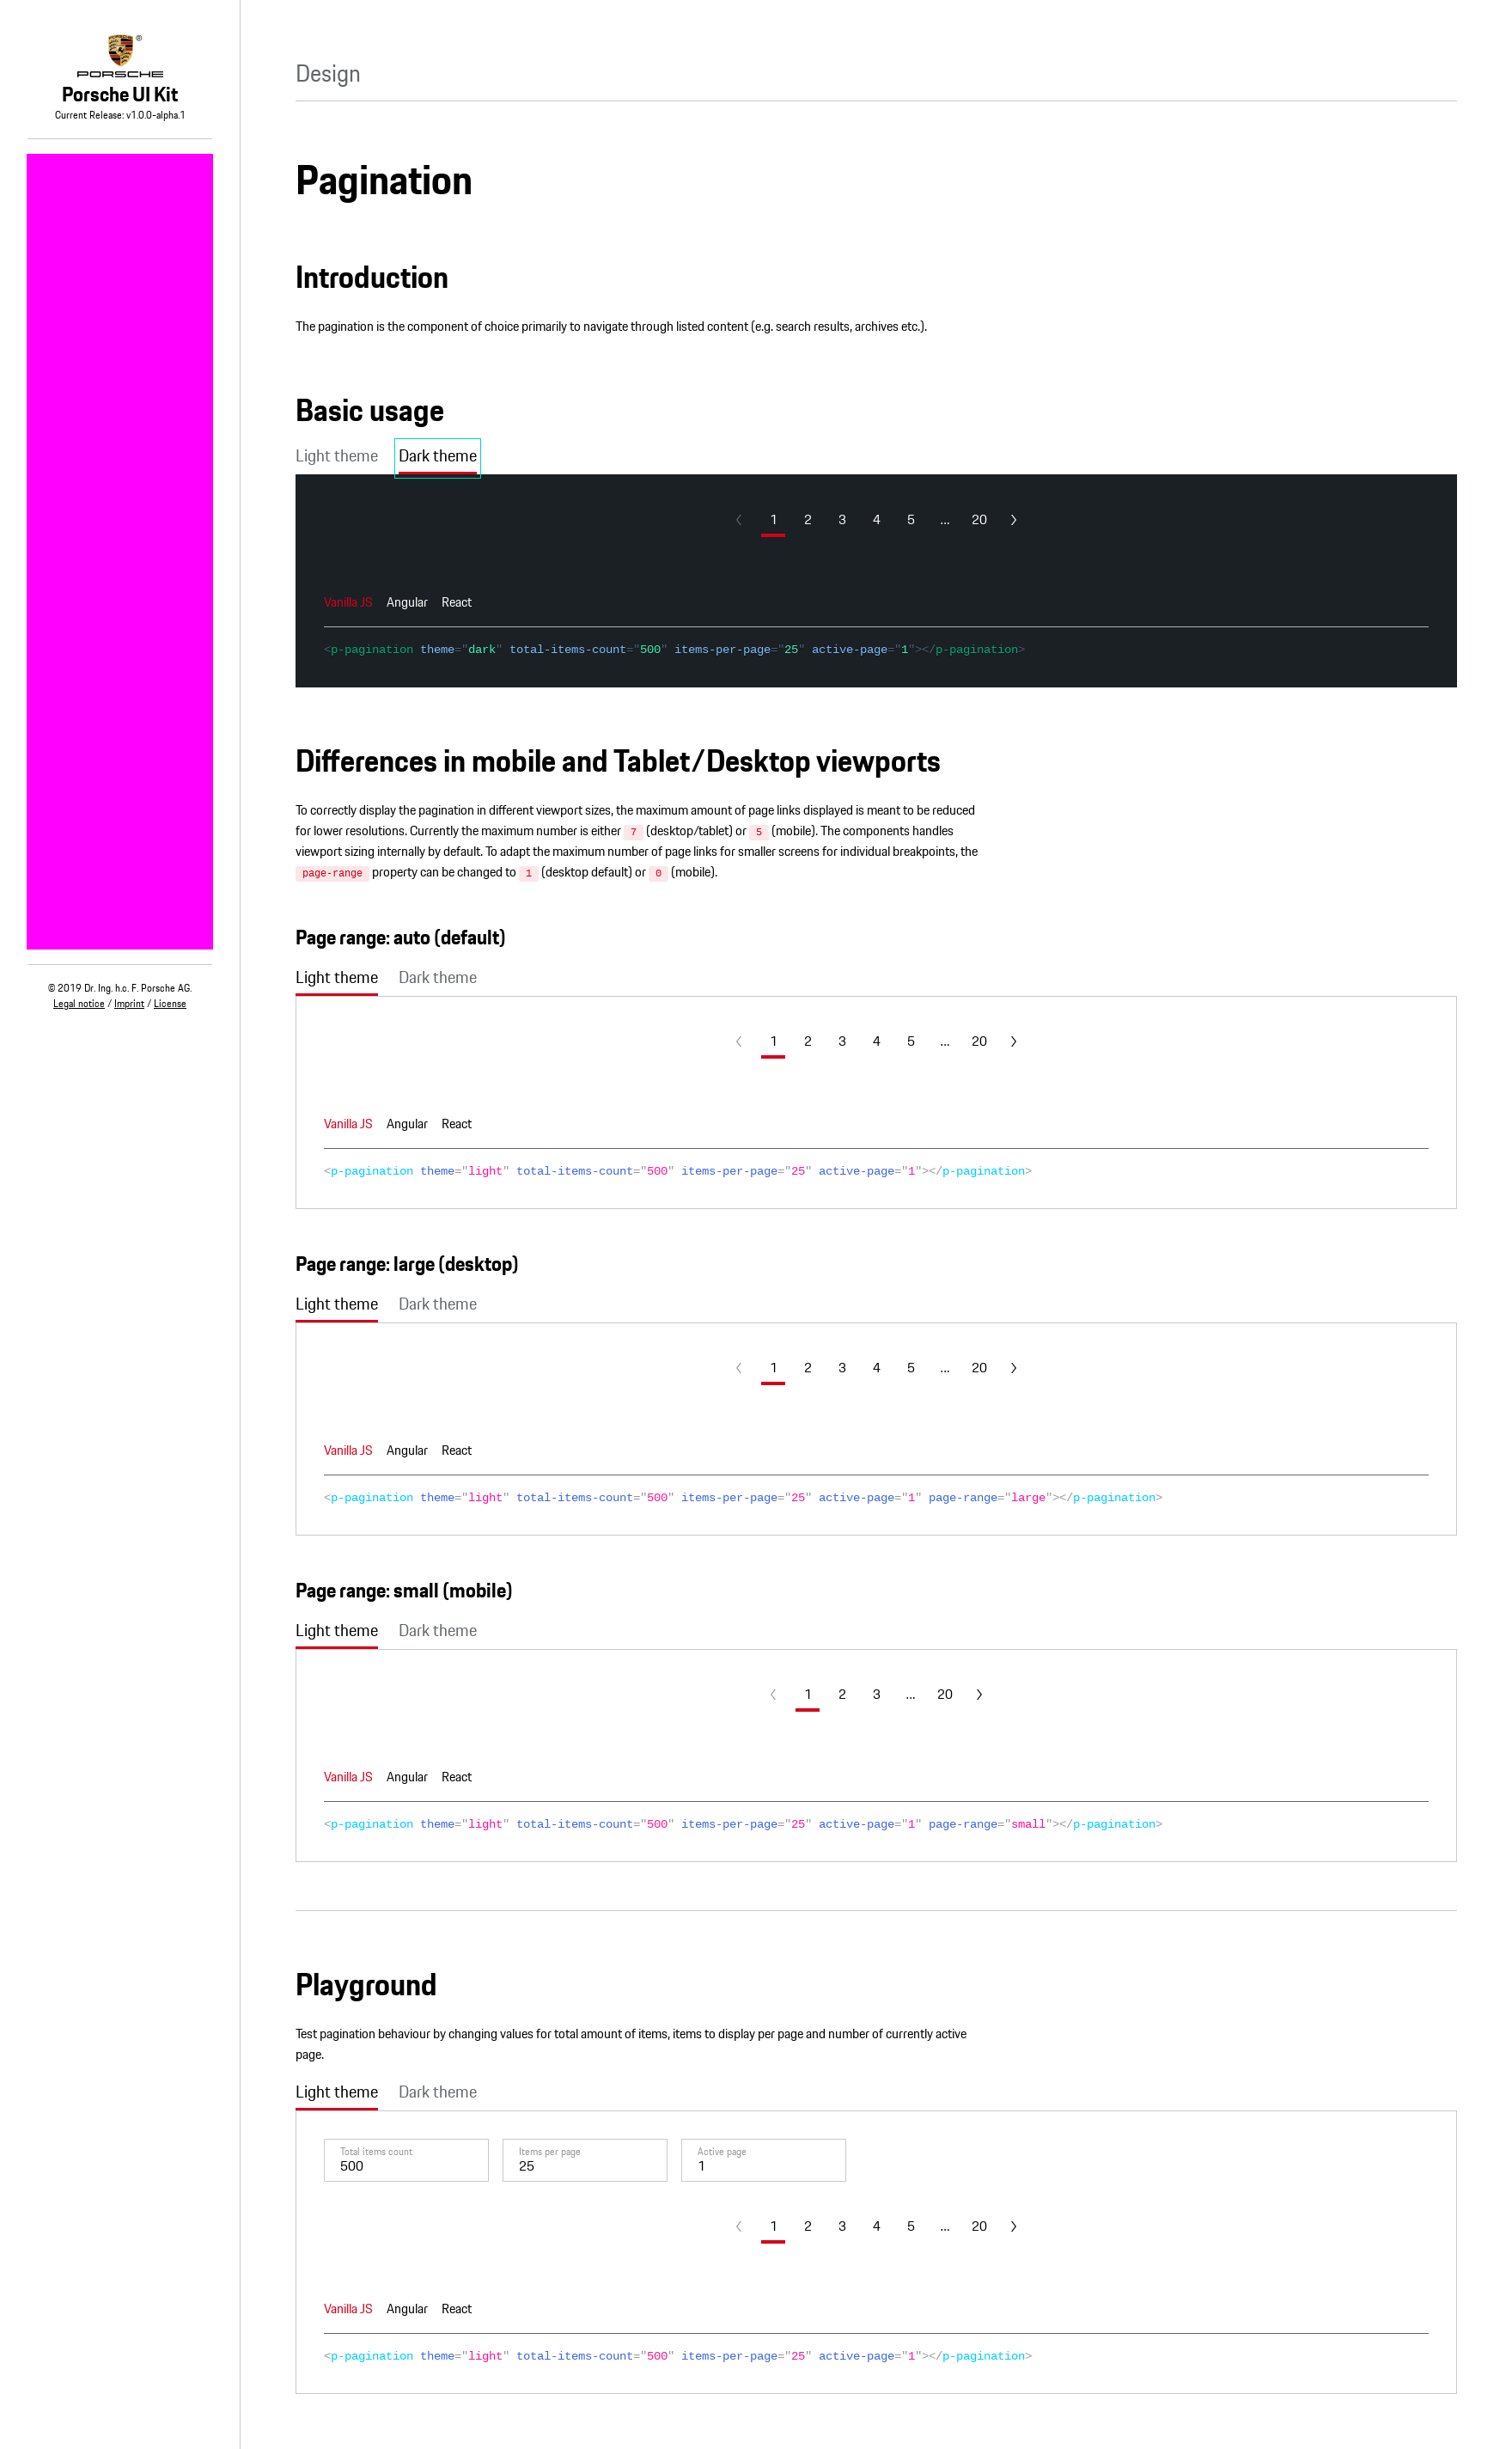 ®
PORSCHE
Porsche UI Kit
Current Release: v1.0.0-alpha.1
© 2019 Dr. Ing. h.c. F. Porsche AG.
Legal notice / Imprint / License
Design
Pagination
Introduction
The pagination is the component of choice primarily to navigate through listed content (e.g. search results, archives etc.).
Basic usage
Light theme Dark theme
1 2 3 4 5 ... 20
Vanilla JS Angular React
<p-pagination theme="dark" total-items-count="500" items-per-page="25" active-page="1"></p-pagination>
Differences in mobile and Tablet/Desktop viewports
To correctly display the pagination in different viewport sizes, the maximum amount of page links displayed is meant to be reduced
for lower resolutions. Currently the maximum number is either 7 (desktop/tablet) or 5 (mobile). The components handles
viewport sizing internally by default. To adapt the maximum number of page links for smaller screens for individual breakpoints, the
page-range property can be changed to 1 (desktop default) or 0 (mobile).
Page range: auto (default)
Light theme Dark theme
1 2 3 4 5 ... 20
Vanilla JS Angular React
<p-pagination theme="light" total-items-count="500" items-per-page="25" active-page="1"></p-pagination>
Page range: large (desktop)
Light theme Dark theme
1 2 3 4 5 ... 20
Vanilla JS Angular React
<p-pagination theme="light" total-items-count="500" items-per-page="25" active-page="1" page-range="large"></p-pagination>
Page range: small (mobile)
Light theme Dark theme
1 2 3 ... 20
Vanilla JS Angular React
<p-pagination theme="light" total-items-count="500" items-per-page="25" active-page="1" page-range="small"></p-pagination>
Playground
Test pagination behaviour by changing values for total amount of items, items to display per page and number of currently active
page.
Light theme Dark theme
Total items count Items per page Active page
500 25 1
1 2 3 4 5 ... 20
Vanilla JS Angular React
<p-pagination theme="light" total-items-count="500" items-per-page="25" active-page="1"></p-pagination>